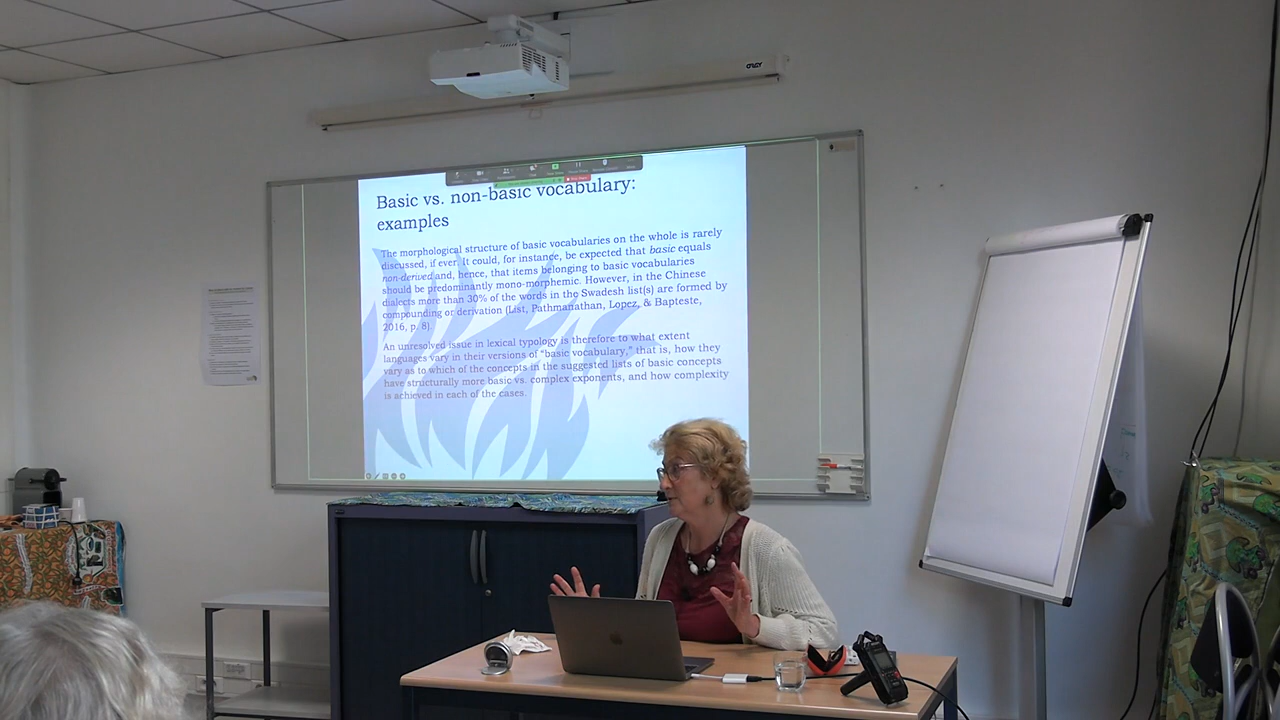 ORAY
Basic vs. non-basic vocabulary:
examples
The morphological structure of basic vocabularies on the whole is rarely
discussed, if ever. It could, for instance, be expected that basic equals
non-derived and, hence, that items belonging to basic vocabularies
should be predominantly mono-morphemic. However, in the Chinese
dialects more than 30% of the words in the Swadesh list(s) are formed by
compounding or derivation (List, Pathmanathan, Lopez, & Bapteste,
2016, p. 8).
An unresolved issue in lexical typology is therefore to what extent
languages vary in their versions of “basic vocabulary,” that is, how they
vary as to which of the concepts in the suggested lists of basic concepts
have structurally more basic vs. complex exponents, and how complexity
is achieved in each of the cases.